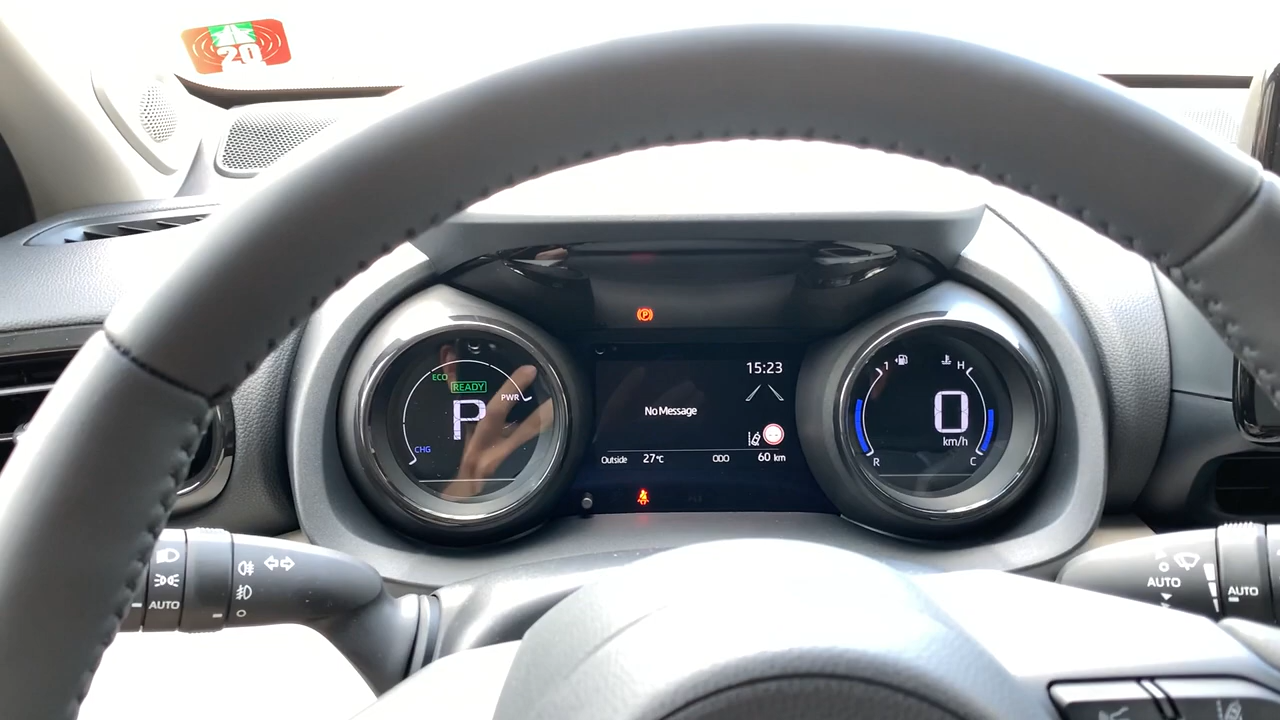 20
ECO
READY
PWR
P
CHG
P
15:23
No Message
Outside 27°C ODO 60 km
1
H
0
km/h
R
C
AUTO
O
AUTO
AUTO